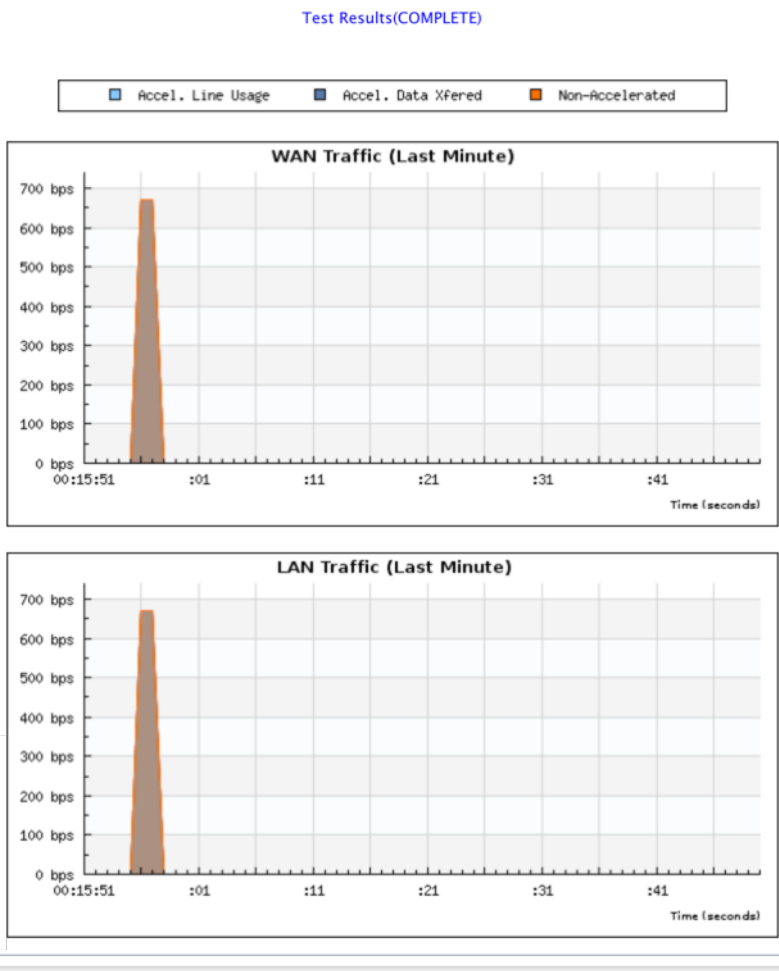 Test Results(COMPLETE)
Accel. Line Usage Accel. Data Xfered Non-Accelerated
WAN Traffic (Last Minute)
700 bps
600 bps
500 bps
400 bps
300 bps
200 bps
100 bps
0 bps
00:15:51 :01 :11 :21 :31 :41
Time (seconds)
LAN Traffic (Last Minute)
700 bps
600 bps
500 bps
400 bps
300 bps
200 bps
100 bps
0 bps
00:15:51 :01 :11 :21 :31 :41
Time (seconds)